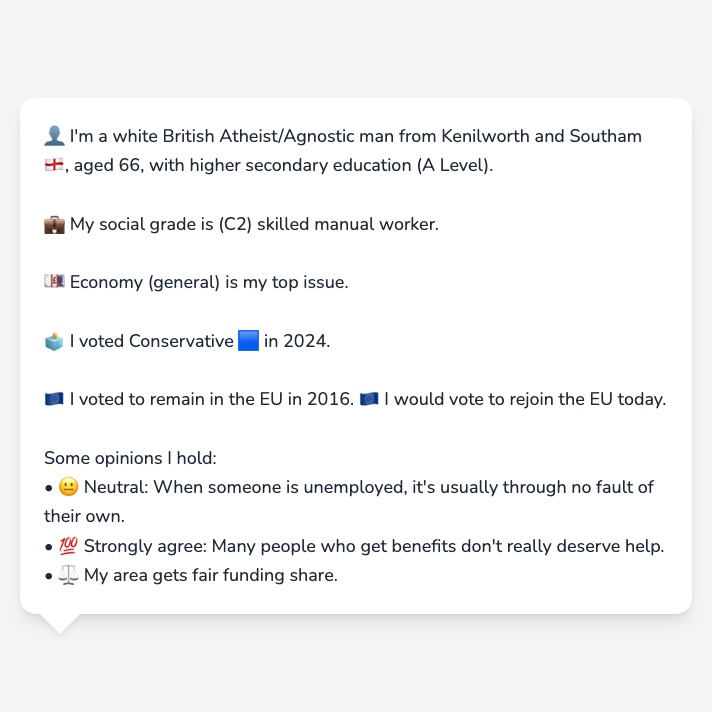 👤 I'm a white British Atheist/Agnostic man from Kenilworth and Southam
🏴󠁧󠁢󠁥󠁮󠁧󠁿, aged 66, with higher secondary education (A Level).
💼 My social grade is (C2) skilled manual worker.
💷 Economy (general) is my top issue.
🗳️ I voted Conservative 🟦 in 2024.
🇪🇺 I voted to remain in the EU in 2016. 🇪🇺 I would vote to rejoin the EU today.
Some opinions I hold:
• 😐 Neutral: When someone is unemployed, it's usually through no fault of
their own.
• 💯 Strongly agree: Many people who get benefits don't really deserve help.
• ⚖️ My area gets fair funding share.